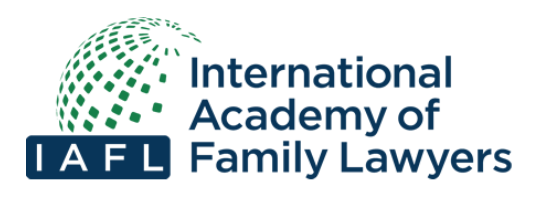 International
Academy of
IAFL Family Lawyers